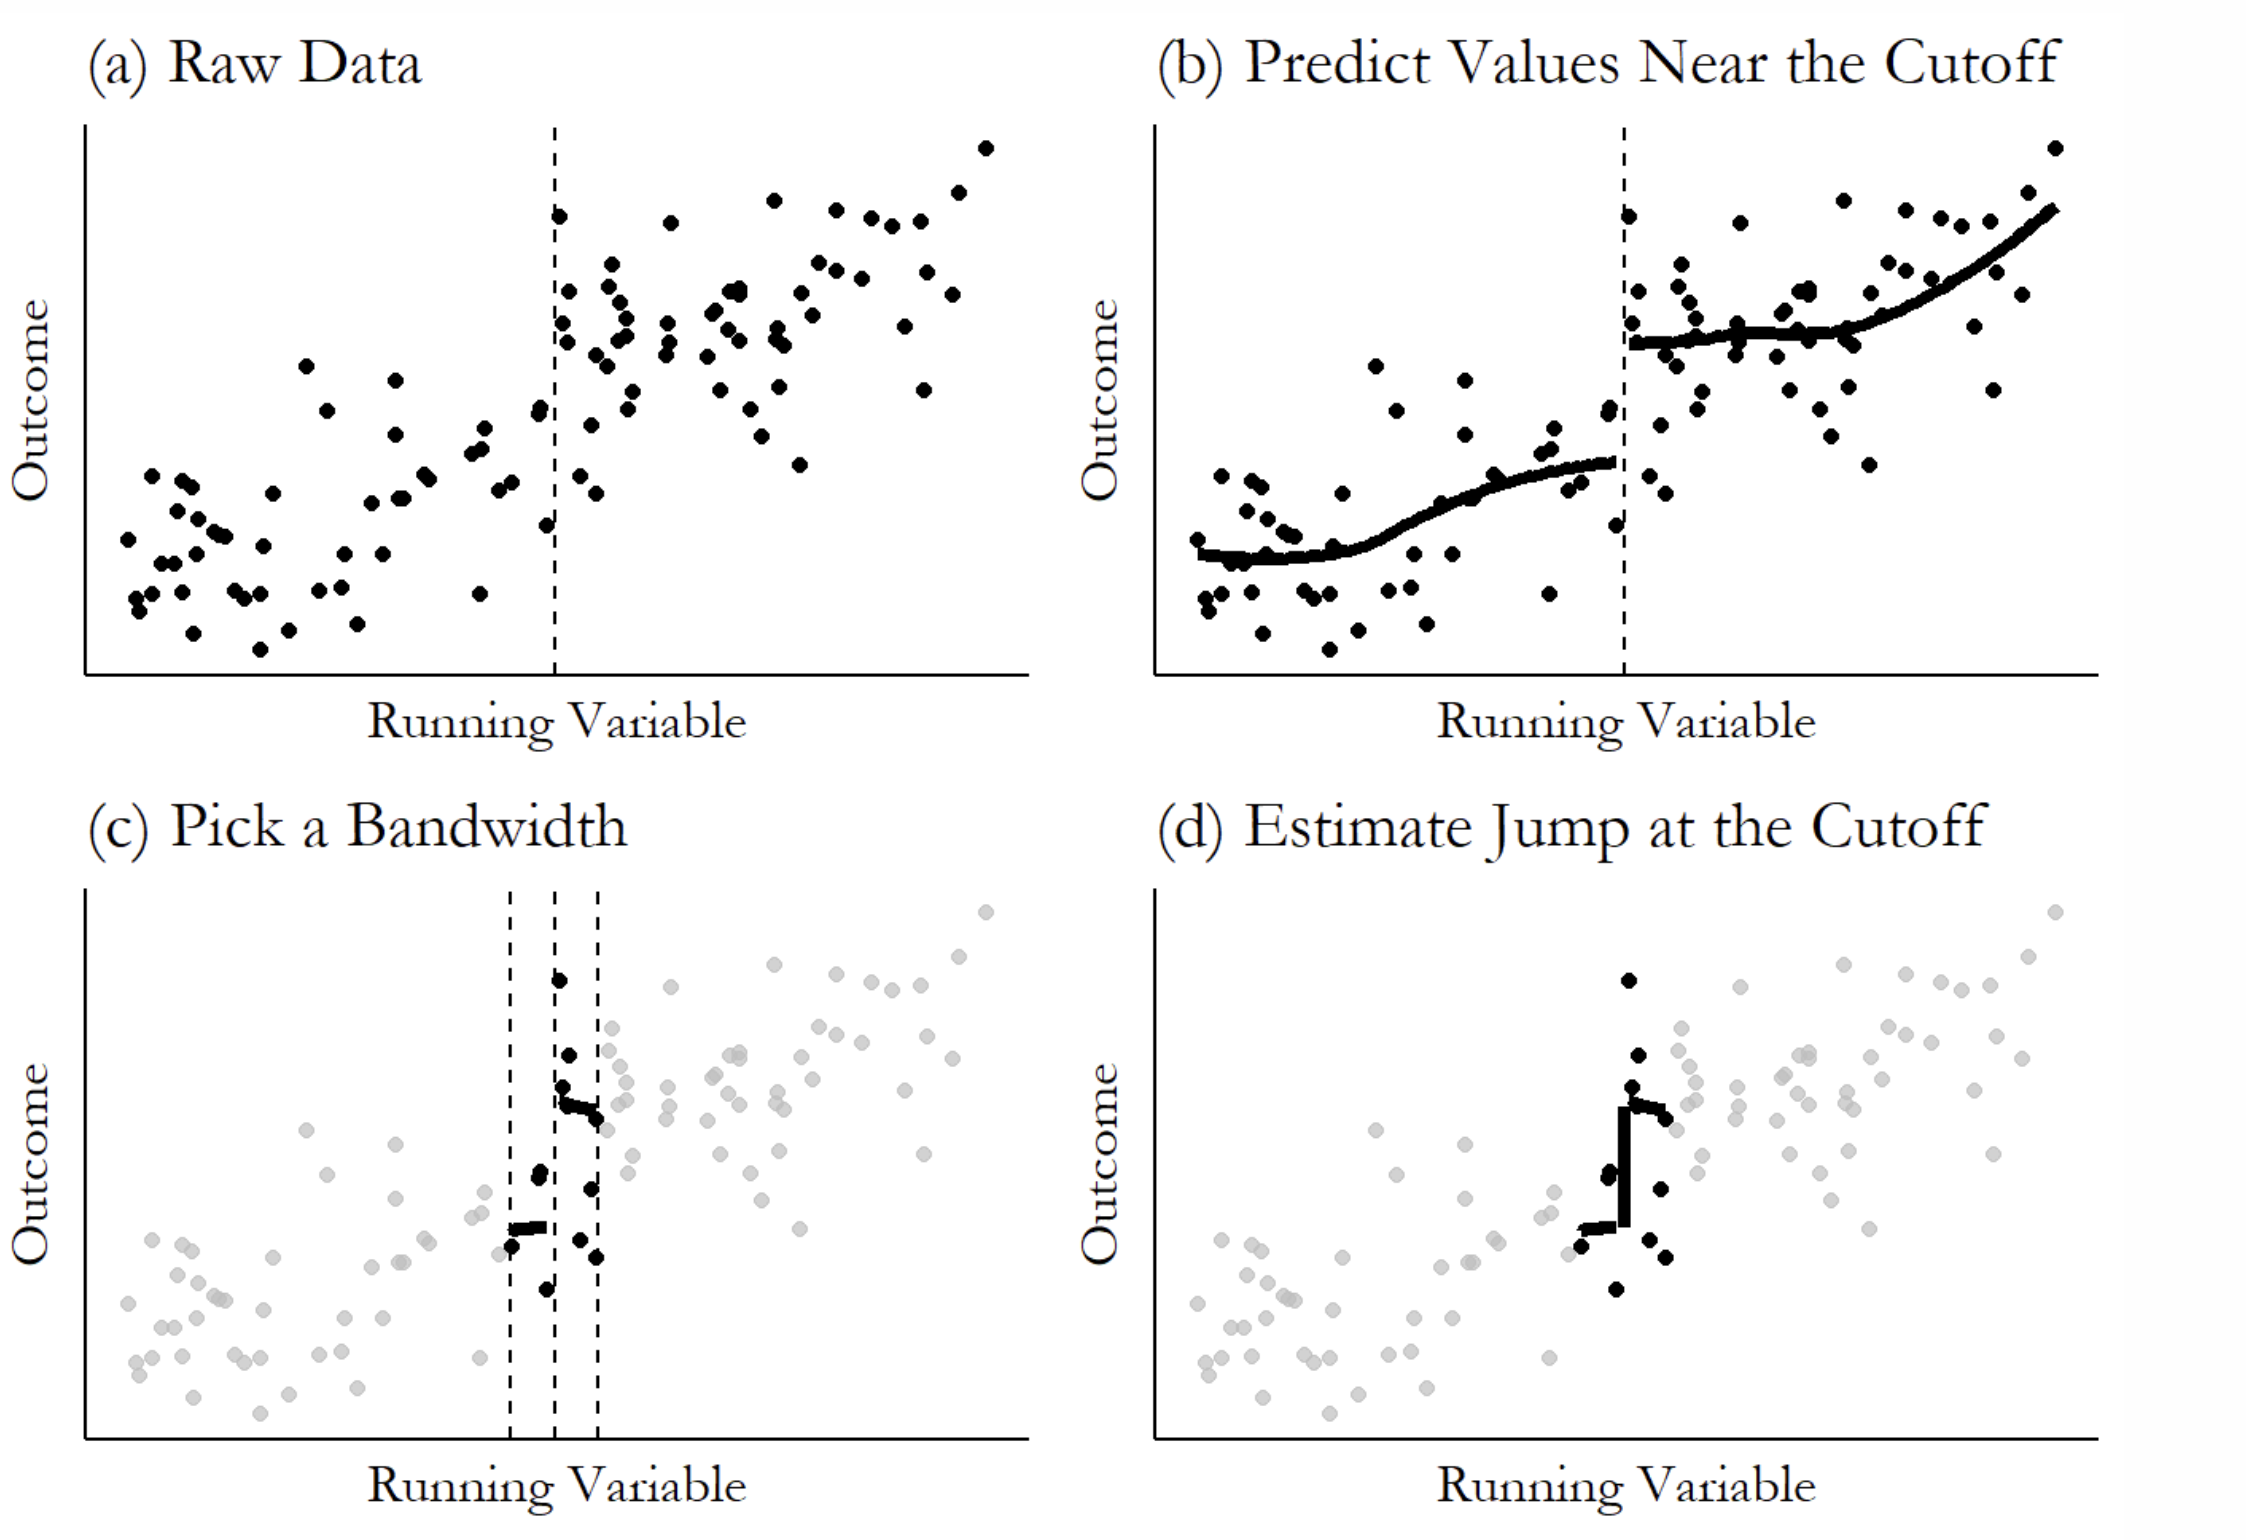 (a) Raw Data
Outcome
Running Variable
(b) Predict Values Near the Cutoff
Outcome
Running Variable
(c) Pick a Bandwidth
Outcome
Running Variable
(d) Estimate Jump at the Cutoff
Outcome
Running Variable